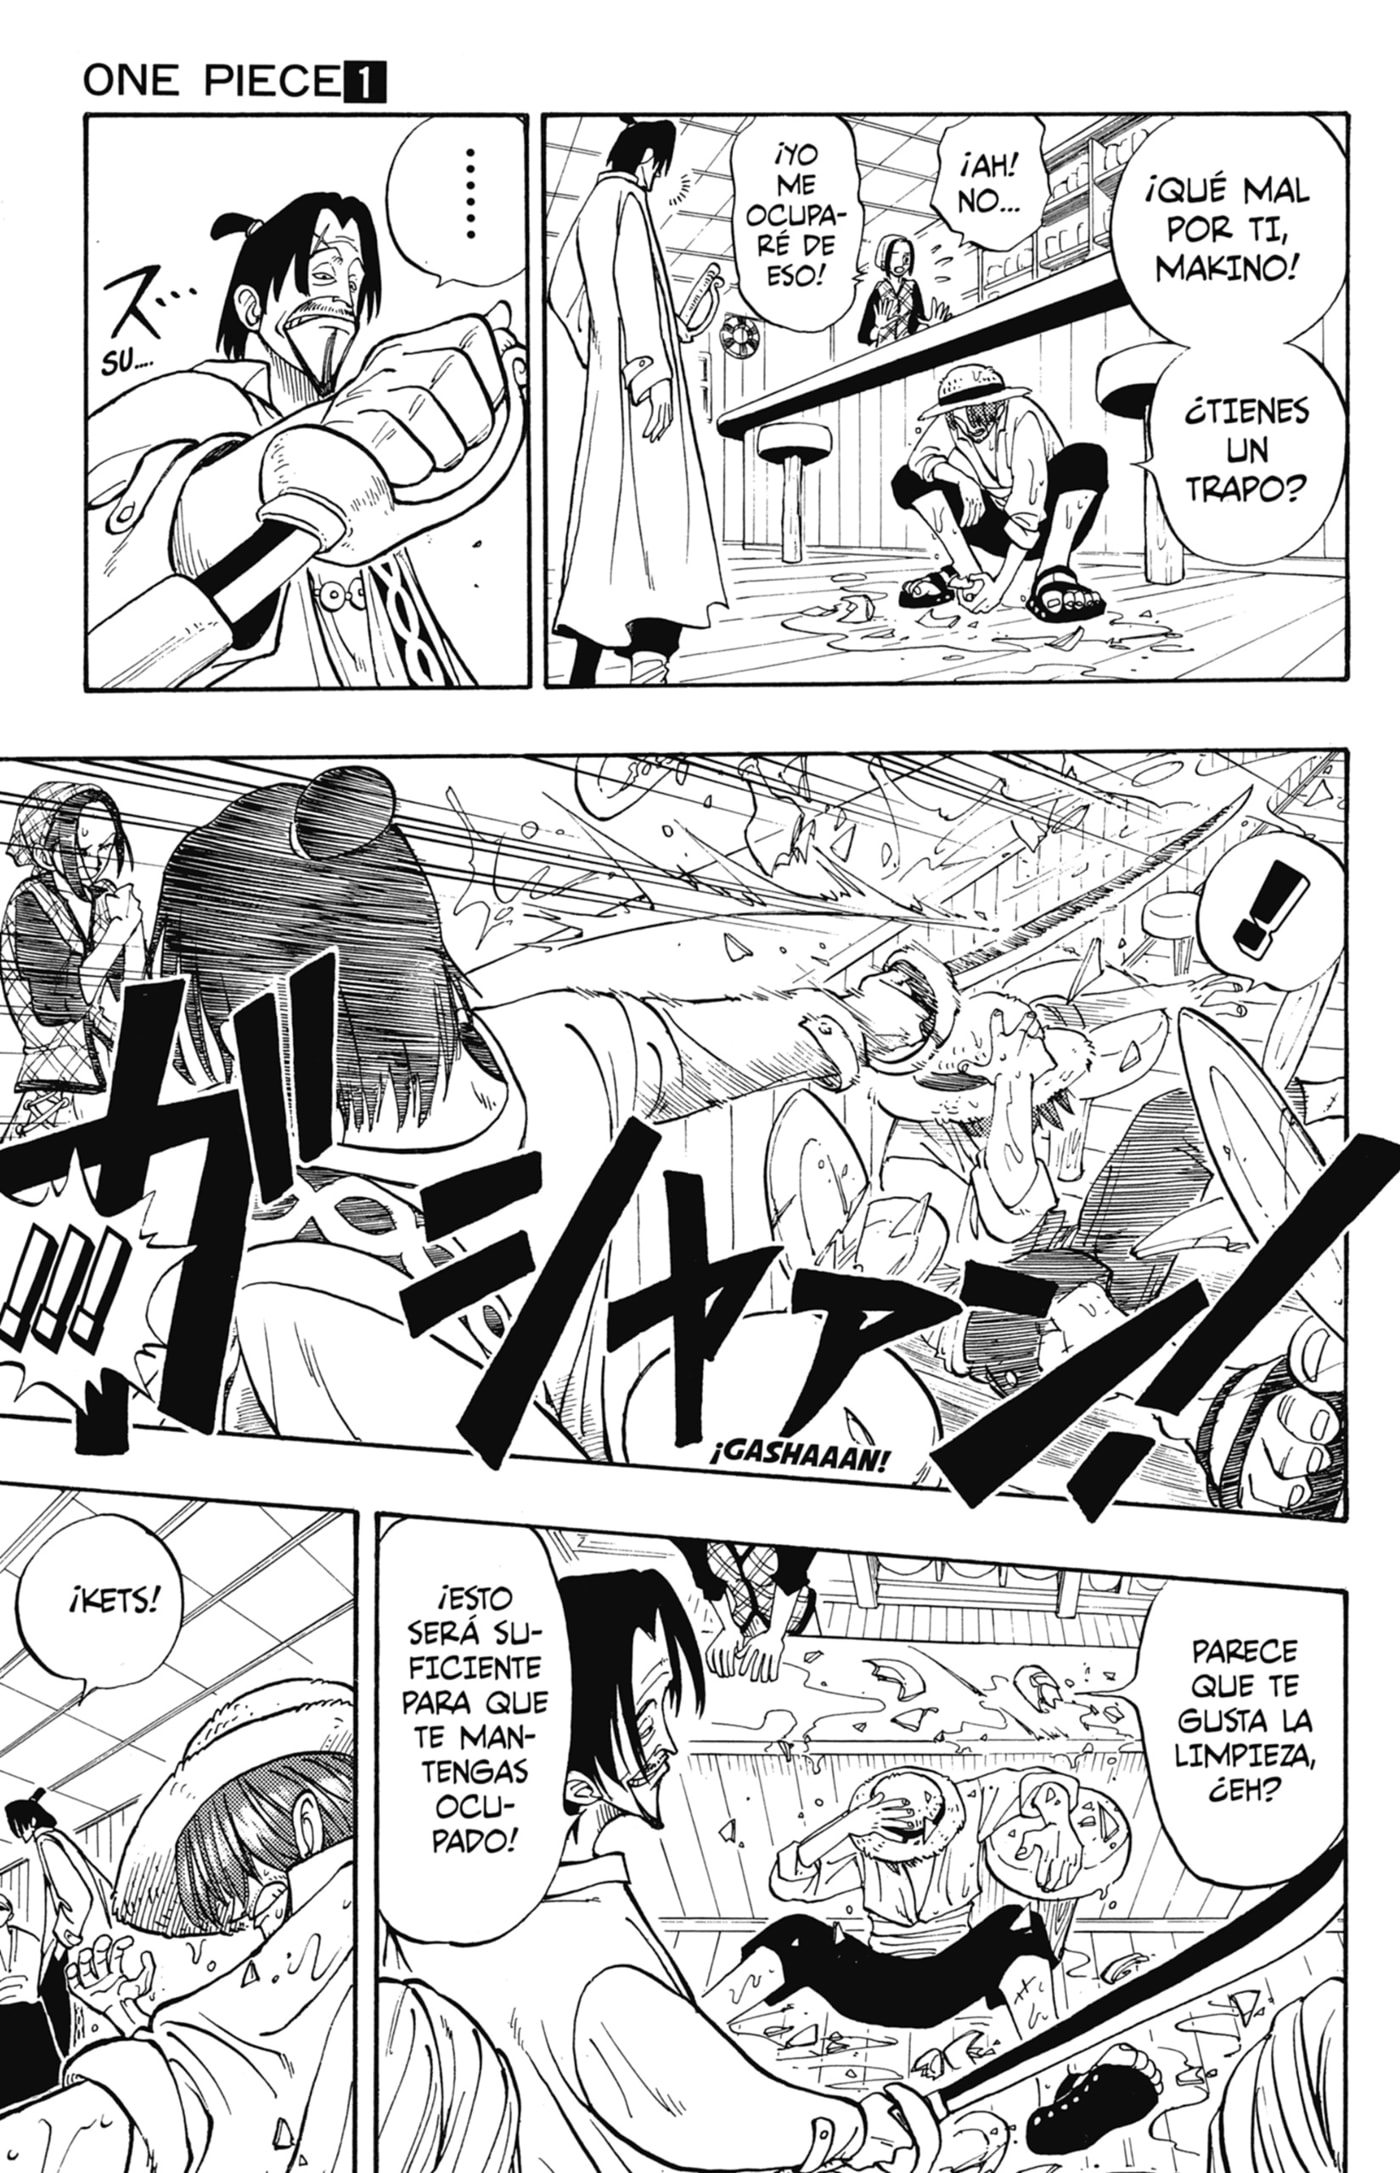 ONE PIECE 1
¡QUÉ MAL
POR TI,
MAKINO!
¿TIENES
UN
TRAPO?
¡AH!
NO...
¡YO
ME
OCUPA-
RÉ DE
ESO!
.......
ズ...
SU....
!!
ガシャアン!!
¡GASHAAAN!
!!!
PARECE
QUE TE
GUSTA LA
LIMPIEZA,
¿EH?
¡ESTO
SERÁ SU-
FICIENTE
PARA QUE
TE MAN-
TENGAS
OCU-
PADO!
¡KETS!